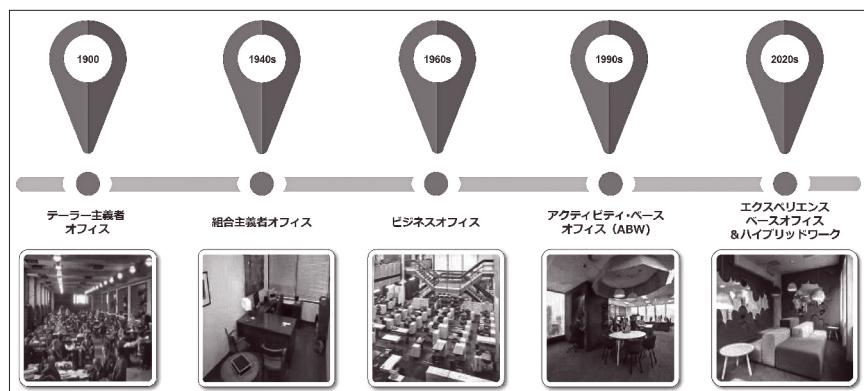 1900
1940s
1960s
1990s
2020s
テーラー主義者
オフィス
組合主義者オフィス
ビジネスオフィス
アクティビティ・ベース
オフィス（ABW）
エクスペリエンス
ベースオフィス
＆ハイブリッドワーク